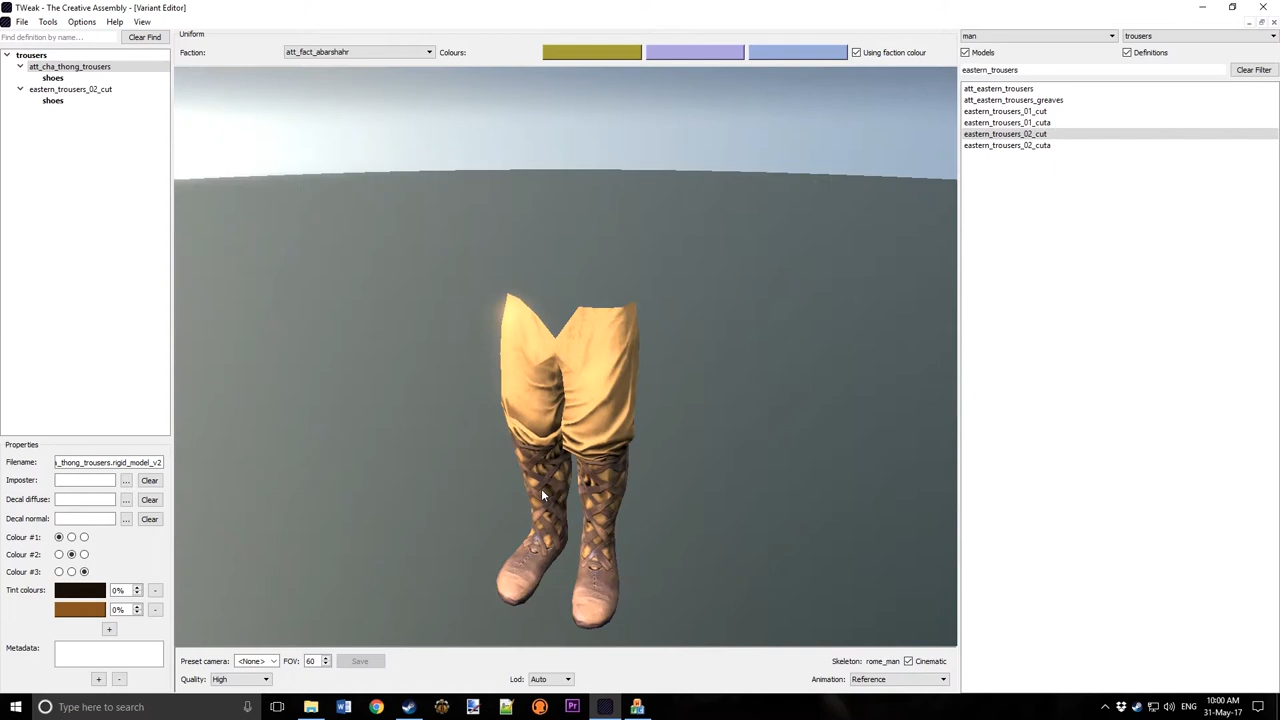 TWeak - The Creative Assembly - [Variant Editor]
File Tools Options Help View
Find definition by name... Clear Find
trousers
att_cha_thong_trousers
shoes
eastern_trousers_02_cut
shoes
Uniform
Faction: att_fact_abarshahr Colours: Using faction colour
man trousers
Models Definitions
eastern_trousers Clear Filter
att_eastern_trousers
att_eastern_trousers_greaves
eastern_trousers_01_cut
eastern_trousers_01_cuta
eastern_trousers_02_cut
eastern_trousers_02_cuta
Properties
Filename: _thong_trousers.rigid_model_v2
Imposter: ... Clear
Decal diffuse: ... Clear
Decal normal: ... Clear
Colour #1:
Colour #2:
Colour #3:
Tint colours: 0% -
0% -
+
Metadata:
+ -
Preset camera: <None> FOV: 60 Save Skeleton: rome_man Cinematic
Quality: High Lod: Auto Animation: Reference
Type here to search
Pr
10:00 AM
31-May-17